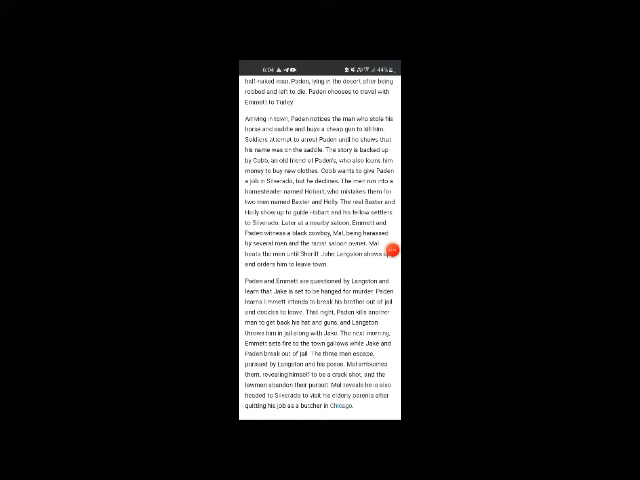 6:04
44%
half-naked man, Paden, lying in the desert after being
robbed and left to die. Paden chooses to travel with
Emmett to Turley.
Arriving in town, Paden notices the man who stole his
horse and saddle and buys a cheap gun to kill him.
Soldiers attempt to arrest Paden until he shows that
his name was on the saddle. The story is backed up
by Cobb, an old friend of Paden's, who also loans him
money to buy new clothes. Cobb wants to give Paden
a job in Silverado, but he declines. The men run into a
homesteader named Hobart, who mistakes them for
two men named Baxter and Holly. The real Baxter and
Holly show up to guide Hobart and his fellow settlers
to Silverado. Later at a nearby saloon, Emmett and
Paden witness a black cowboy, Mal, being harassed
by several men and the racist saloon owner. Mal
beats the men until Sheriff John Langston shows
and orders him to leave town.
Paden and Emmett are questioned by Langston and
learn that Jake is set to be hanged for murder. Paden
learns Emmett intends to break his brother out of jail
and decides to leave. That night, Paden kills another
man to get back his hat and guns, and Langston
throws him in jail along with Jake. The next morning,
Emmett sets fire to the town gallows while Jake and
Paden break out of jail. The three men escape,
pursued by Langston and his posse. Mal ambushes
them, revealing himself to be a crack shot, and the
lawmen abandon their pursuit. Mal reveals he is also
headed to Silverado to visit his elderly parents after
quitting his job as a butcher in Chicago.